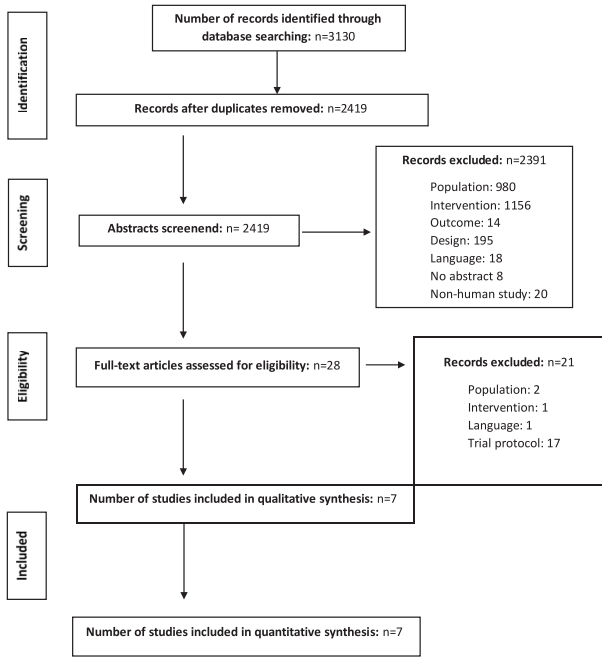 Identification
Number of records identified through
database searching: n=3130
Records after duplicates removed: n=2419
Screening
Abstracts screenend: n= 2419
Records excluded: n=2391
Population: 980
Intervention: 1156
Outcome: 14
Design: 195
Language: 18
No abstract 8
Non-human study: 20
Eligibility
Full-text articles assessed for eligibility: n=28
Records excluded: n=21
Population: 2
Intervention: 1
Language: 1
Trial protocol: 17
Included
Number of studies included in qualitative synthesis: n=7
Number of studies included in quantitative synthesis: n=7